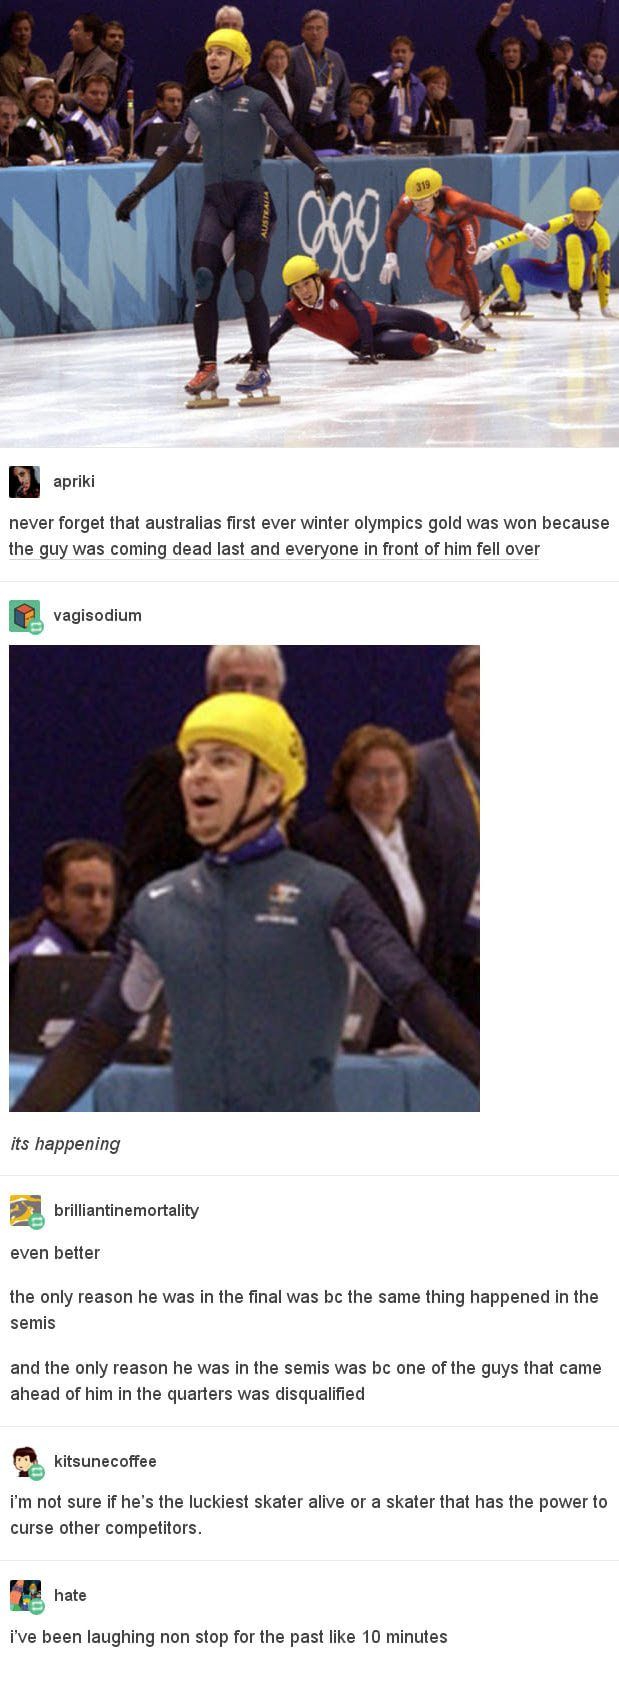 AUSTRALIA
319
Canada
apriki
never forget that australias first ever winter olympics gold was won because
the guy was coming dead last and everyone in front of him fell over
vagisodium
its happening
brilliantinemortality
even better
the only reason he was in the final was bc the same thing happened in the
semis
and the only reason he was in the semis was bc one of the guys that came
ahead of him in the quarters was disqualified
kitsunecoffee
i'm not sure if he's the luckiest skater alive or a skater that has the power to
curse other competitors.
hate
i've been laughing non stop for the past like 10 minutes